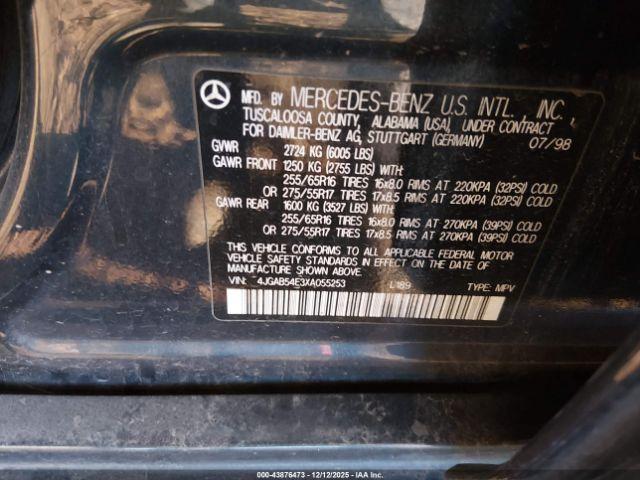 MFD. BY MERCEDES-BENZ U.S. INTL., INC.,
TUSCALOOSA COUNTY, ALABAMA (USA), UNDER CONTRACT
FOR DAIMLER-BENZ AG, STUTTGART (GERMANY) 07/98
GVWR 2724 KG (6005 LBS)
GAWR FRONT 1250 KG (2755 LBS)
255/65R16 TIRES 16x8.0 RIMS AT 220KPA (32PSI) COLD
OR 275/55R17 TIRES 17x8.5 RIMS AT 220KPA (32PSI) COLD
GAWR REAR 1600 KG (3527 LBS)
255/65R16 TIRES 16x8.0 RIMS AT 270KPA (39PSI) COLD
OR 275/55R17 TIRES 17x8.5 RIMS AT 270KPA (39PSI) COLD
THIS VEHICLE CONFORMS TO ALL APPLICABLE FEDERAL MOTOR
VEHICLE SAFETY STANDARDS IN EFFECT ON THE DATE OF
MANUFACTURE SHOWN ABOVE.
VIN: 4JGAB54E3XA055253 L189 TYPE: MPV
000-43876473 - 12/12/2025 - IAA Inc.